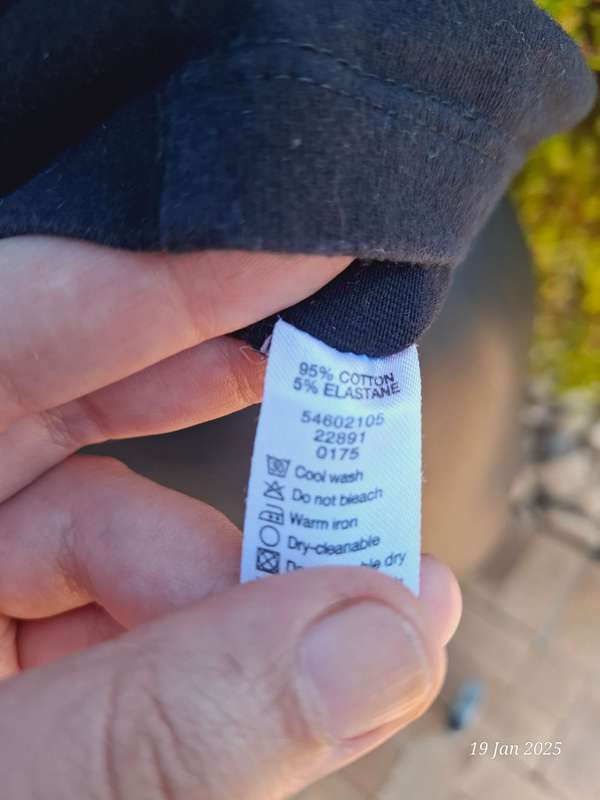 95% COTTON
5% ELASTANE
54602105
22891
0175
Cool wash
Do not bleach
Warm iron
Dry-cleanable
dry
19 Jan 2025